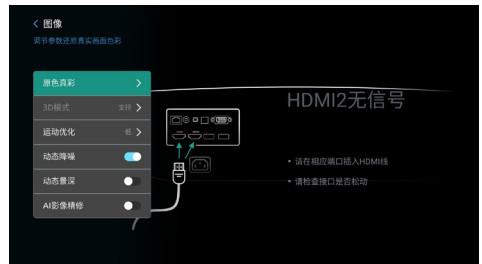 图像
调节参数还原真实画面色彩
原色真彩
3D模式 支持
运动优化 低
动态降噪
动态景深
AI影像精修
HDMI2无信号
• 请在相应端口插入HDMI线
• 请检查接口是否松动